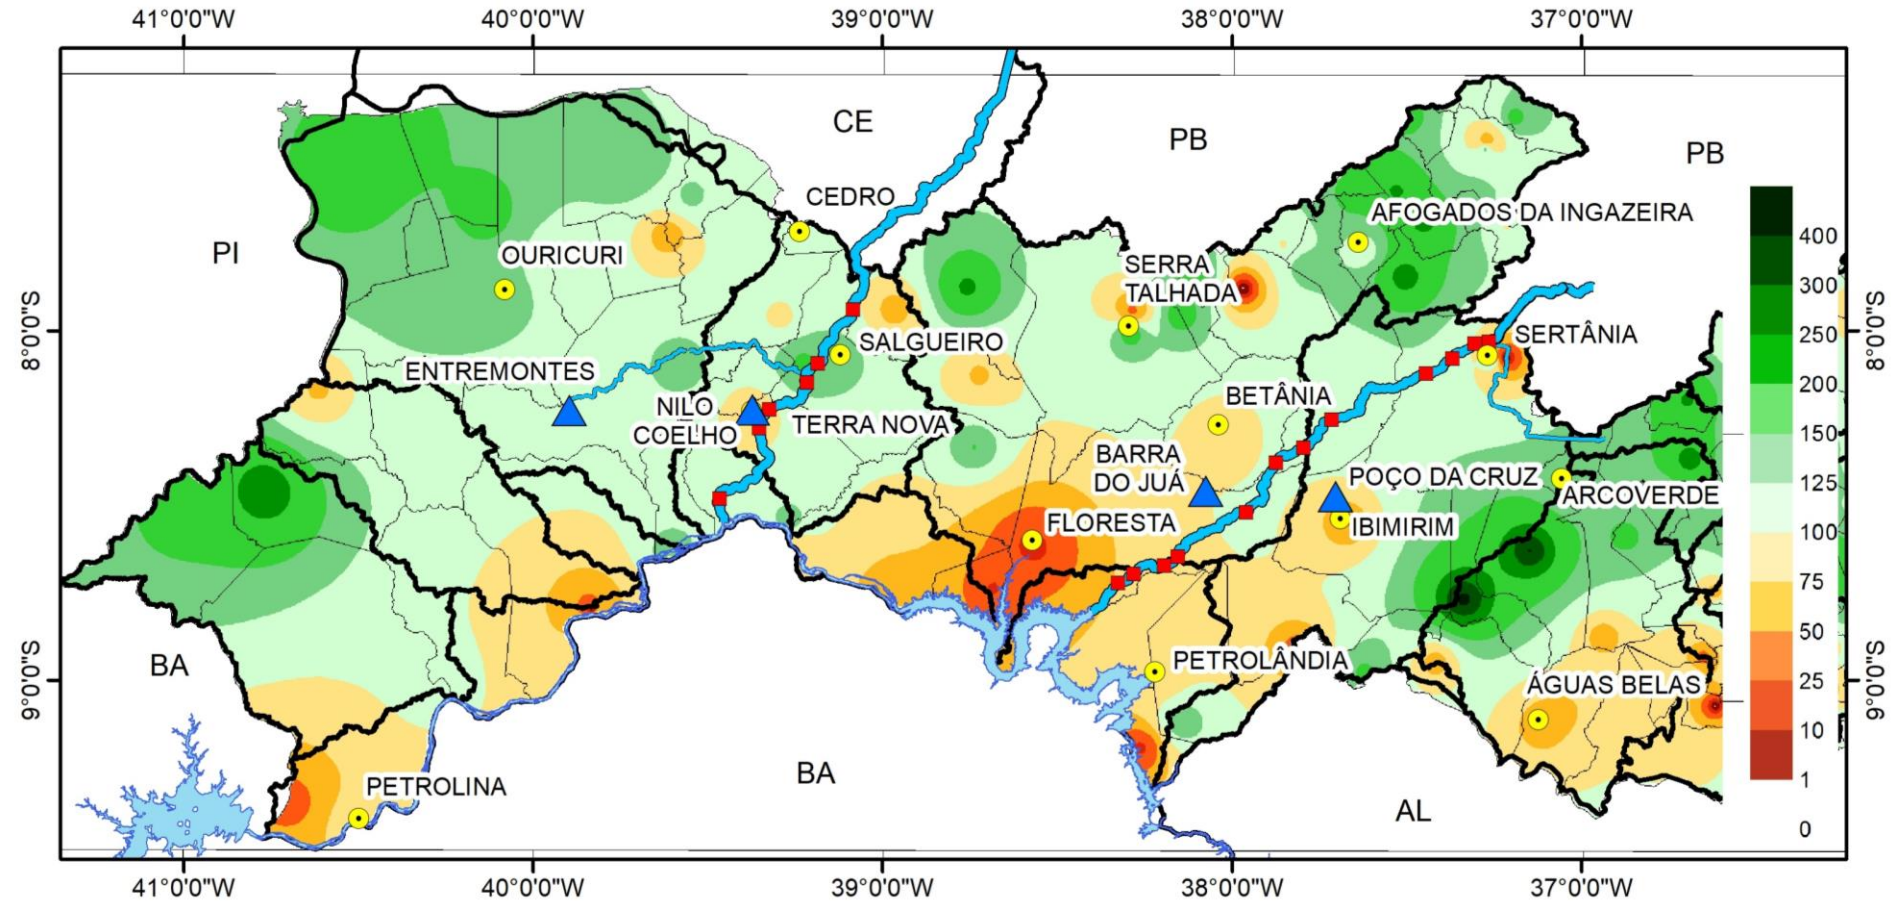 41°0'0"W
40°0'0"W
39°0'0"W
38°0'0"W
37°0'0"W
CE
PB
PB
CEDRO
AFOGADOS DA INGAZEIRA
PI
OURICURI
SERRA
TALHADA
400
300
250
200
150
125
100
75
50
25
10
1
0
8°0'0"S
8°0'0"S
SALGUEIRO
SERTÂNIA
ENTREMONTES
NILO
COELHO
TERRA NOVA
BETÂNIA
BARRA
DO JUÁ
POÇO DA CRUZ
ARCOVERDE
FLORESTA
IBIMIRIM
BA
PETROLÂNDIA
ÁGUAS BELAS
9°0'0"S
9°0'0"S
PETROLINA
BA
AL
41°0'0"W
40°0'0"W
39°0'0"W
38°0'0"W
37°0'0"W